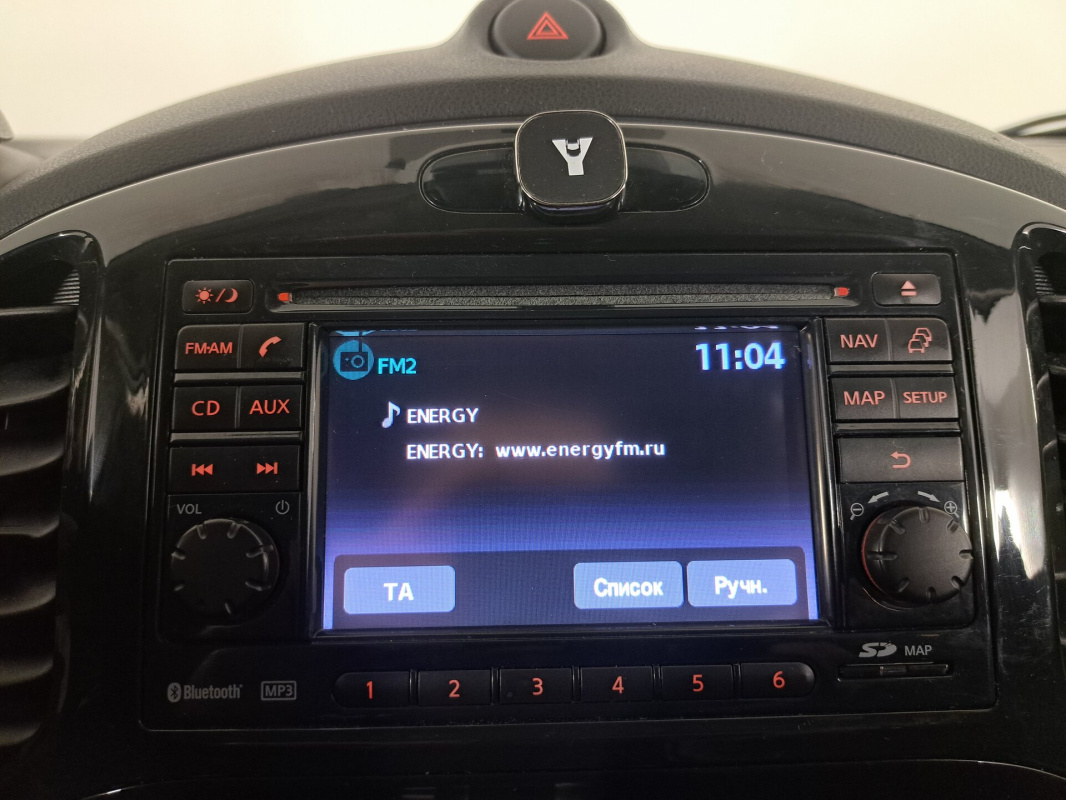 FM2
11:04
ENERGY
ENERGY: www.energyfm.ru
TA
Список
Ручн.
FM·AM
CD
AUX
VOL
NAV
MAP
SETUP
SD MAP
Bluetooth
MP3
1 2 3 4 5 6